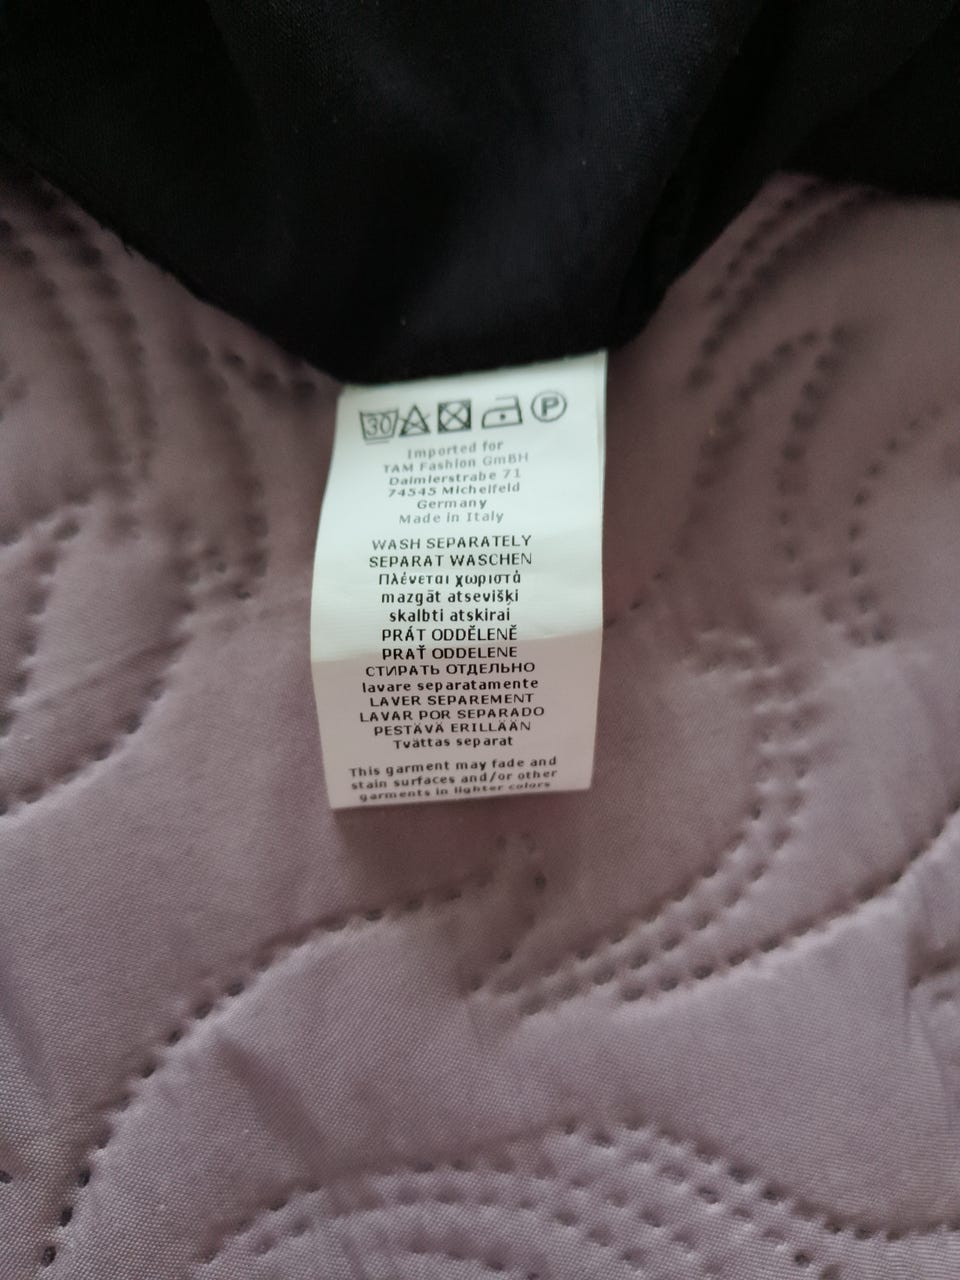 30 P
Imported for
TAM Fashion GmBH
Daimlerstrabe 71
74545 Michelfeld
Germany
Made in Italy
WASH SEPARATELY
SEPARAT WASCHEN
Πλένεται χωριστά
mazgāt atsevišķi
skalbti atskirai
PRÁT ODDĚLENĚ
PRAŤ ODDELENE
СТИРАТЬ ОТДЕЛЬНО
lavare separatamente
LAVER SEPAREMENT
LAVAR POR SEPARADO
PESTÄVÄ ERILLÄÄN
Tvättas separat
This garment may fade and
stain surfaces and/or other
garments in lighter colors